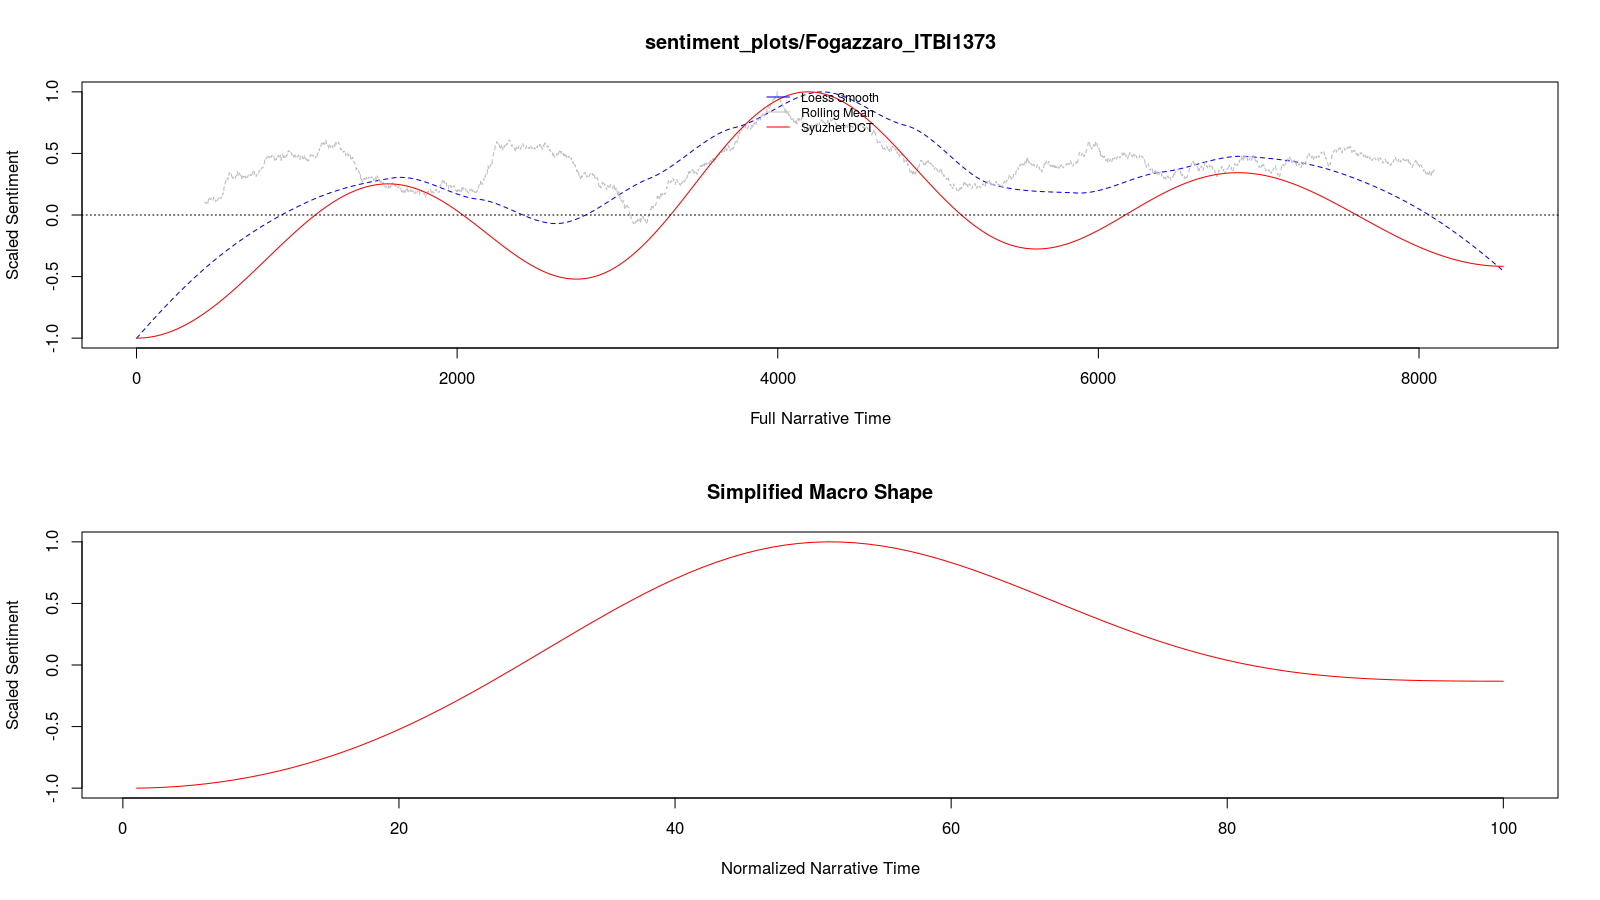 sentiment_plots/Fogazzaro_ITBI1373
Scaled Sentiment
1.0
0.5
0.0
-0.5
-1.0
Loess Smooth
Rolling Mean
Syuzhet DCT
0 2000 4000 6000 8000
Full Narrative Time
Simplified Macro Shape
Scaled Sentiment
1.0
0.5
0.0
-0.5
-1.0
0 20 40 60 80 100
Normalized Narrative Time